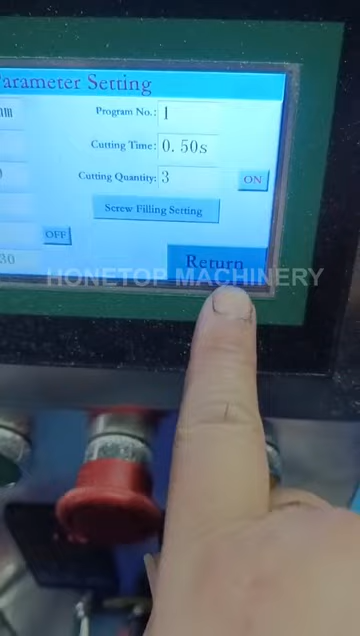 Parameter Setting
Program No.: 1
Cutting Time: 0.50s
Cutting Quantity: 3 ON
Screw Filling Setting
OFF
30 Return
HONETOP MACHINERY